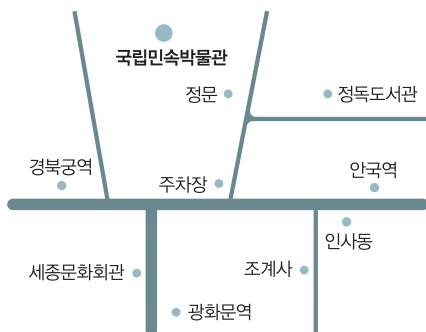 국립민속박물관
정문
정독도서관
경북궁역
주차장
안국역
인사동
세종문화회관
조계사
광화문역